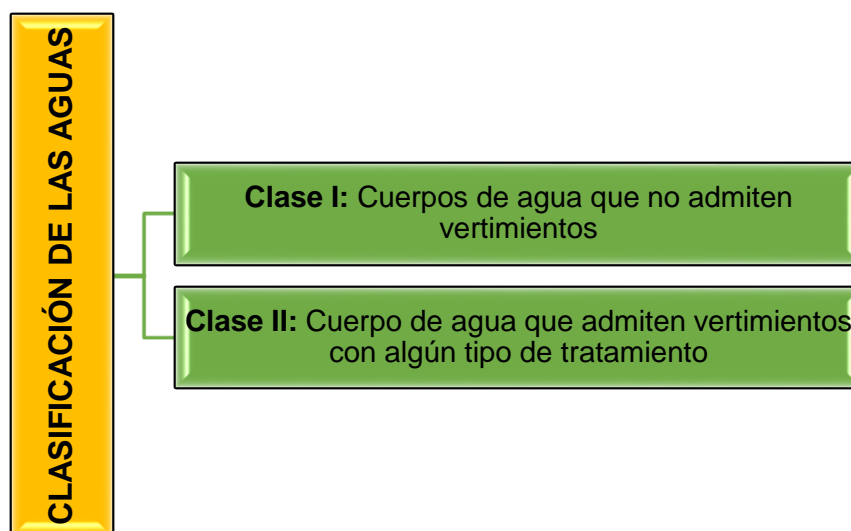 CLASIFICACIÓN DE LAS AGUAS
Clase I: Cuerpos de agua que no admiten
vertimientos
Clase II: Cuerpo de agua que admiten vertimientos
con algún tipo de tratamiento